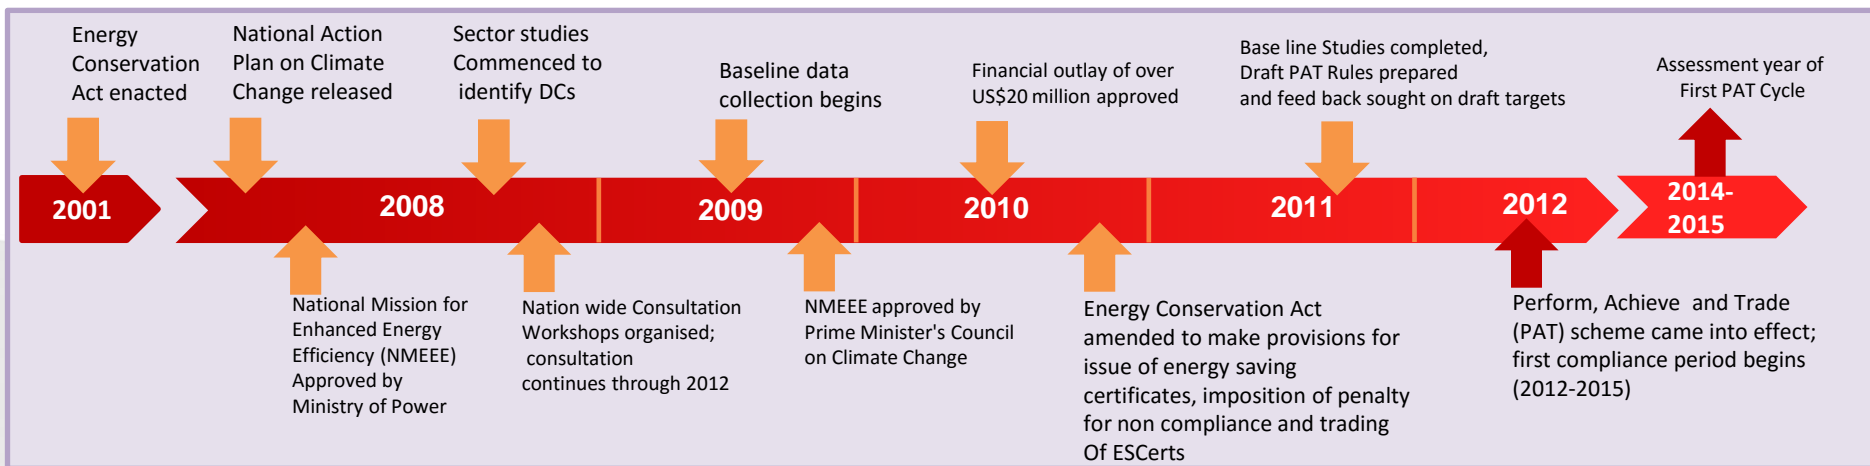 Energy
Conservation
Act enacted
National Action
Plan on Climate
Change released
Sector studies
Commenced to
identify DCs
Baseline data
collection begins
Financial outlay of over
US$20 million approved
Base line Studies completed,
Draft PAT Rules prepared
and feed back sought on draft targets
Assessment year of
First PAT Cycle
2001
2008
2009
2010
2011
2012
2014-
2015
National Mission for
Enhanced Energy
Efficiency (NMEEE)
Approved by
Ministry of Power
Nation wide Consultation
Workshops organised;
consultation
continues through 2012
NMEEE approved by
Prime Minister's Council
on Climate Change
Energy Conservation Act
amended to make provisions for
issue of energy saving
certificates, imposition of penalty
for non compliance and trading
Of ESCerts
Perform, Achieve and Trade
(PAT) scheme came into effect;
first compliance period begins
(2012-2015)